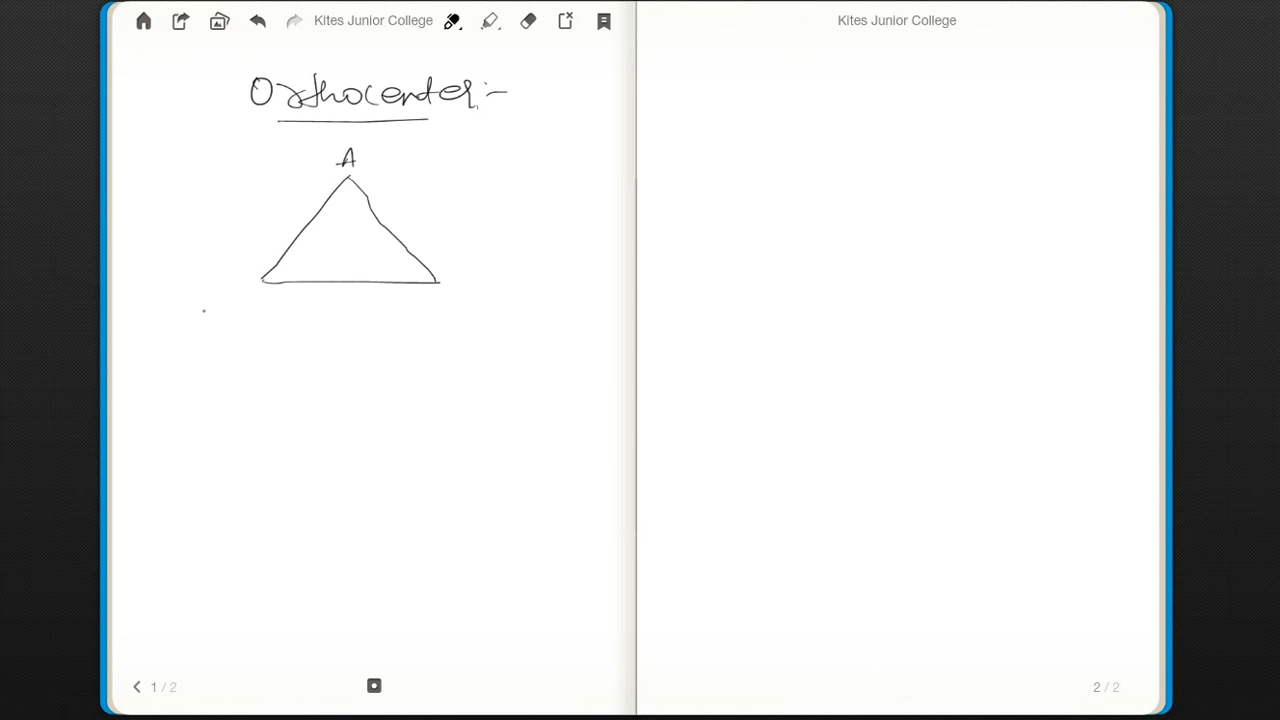 Kites Junior College
Orthocenter:-
A
1 / 2
Kites Junior College
2 / 2